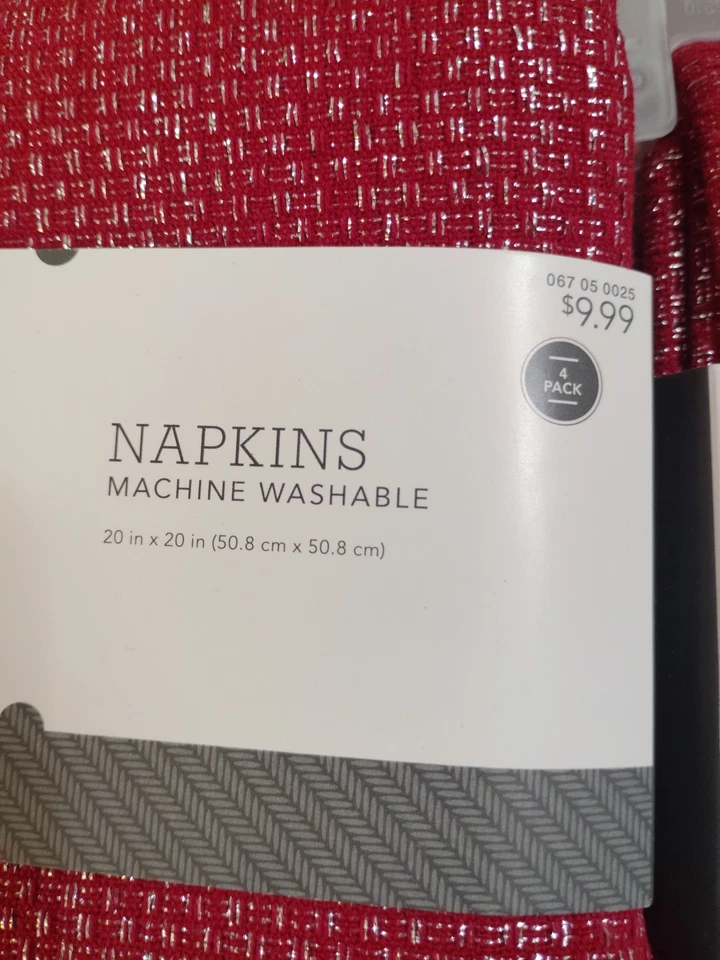 067 05 0025
$9.99
4
PACK
NAPKINS
MACHINE WASHABLE
20 in x 20 in (50.8 cm x 50.8 cm)